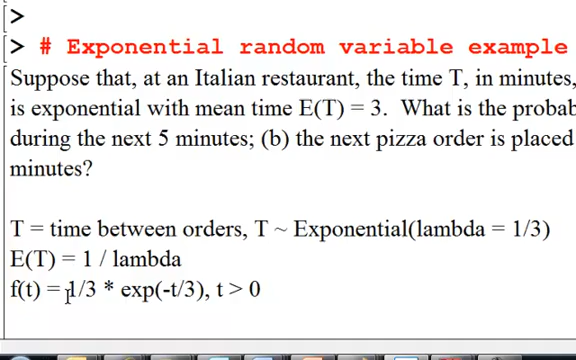 >
> # Exponential random variable example
Suppose that, at an Italian restaurant, the time T, in minutes,
is exponential with mean time E(T) = 3. What is the probab
during the next 5 minutes; (b) the next pizza order is placed
minutes?
T = time between orders, T ~ Exponential(lambda = 1/3)
E(T) = 1 / lambda
f(t) = 1/3 * exp(-t/3), t > 0